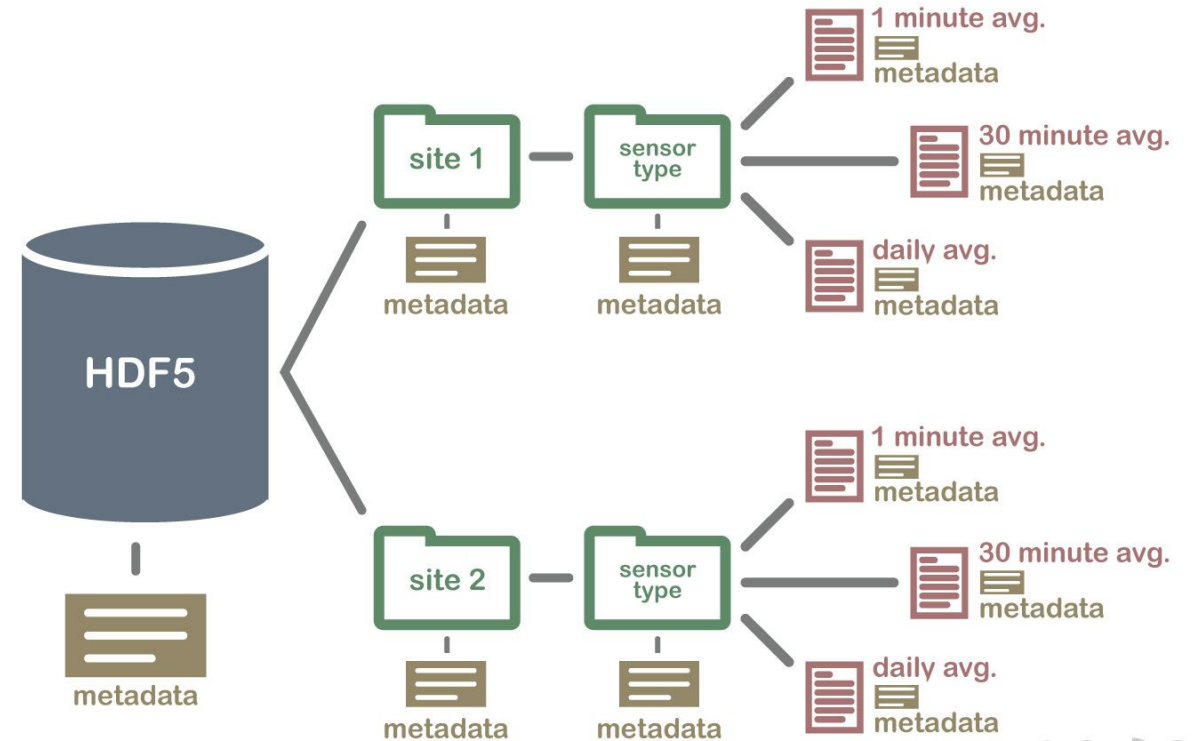 1 minute avg.
metadata
30 minute avg.
metadata
site 1
sensor
type
daily avg.
metadata
metadata
metadata
HDF5
1 minute avg.
metadata
30 minute avg.
metadata
site 2
sensor
type
daily avg.
metadata
metadata
metadata
metadata